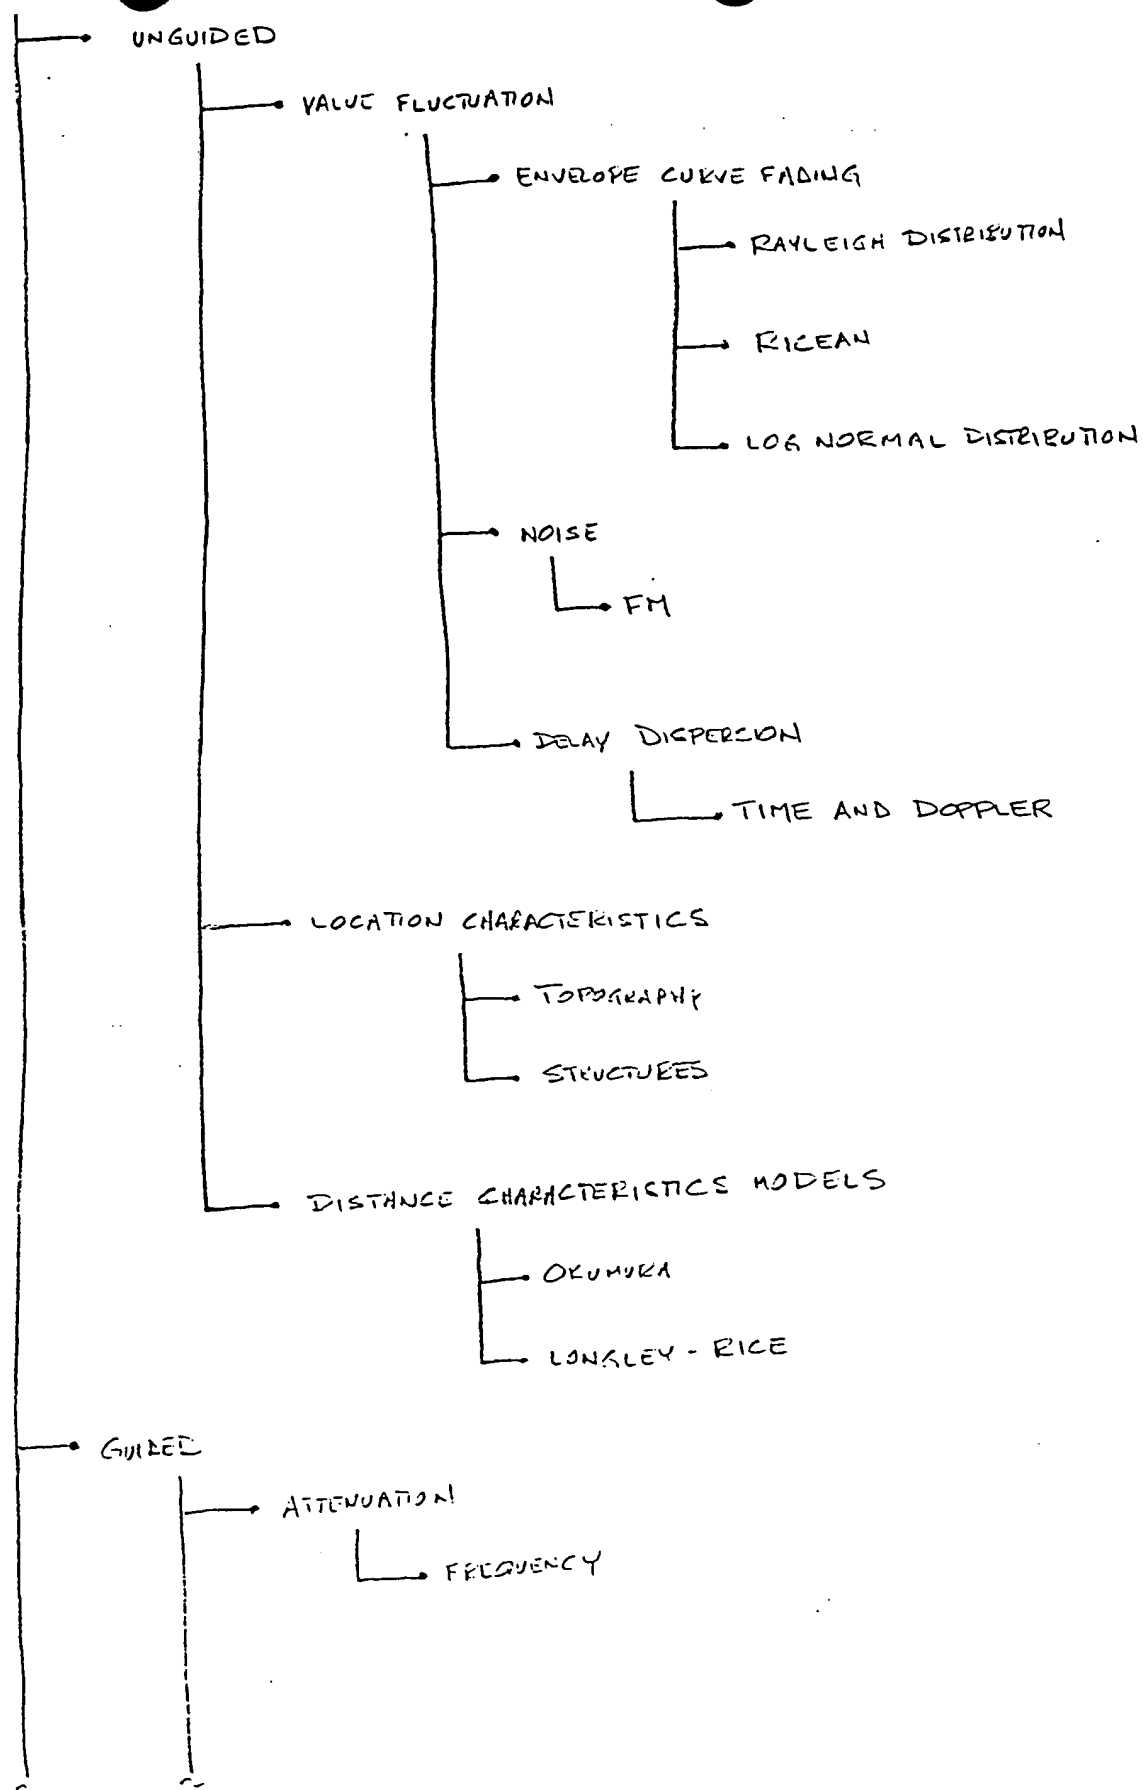 UNGUIDED
VALUE FLUCTUATION
ENVELOPE CURVE FADING
RAYLEIGH DISTRIBUTION
RICEAN
LOG NORMAL DISTRIBUTION
NOISE
FM
DELAY DISPERSION
TIME AND DOPPLER
LOCATION CHARACTERISTICS
TOPOGRAPHY
STRUCTURES
DISTANCE CHARACTERISTICS MODELS
OKUMURA
LONGLEY - RICE
GUIDED
ATTENUATION
FREQUENCY